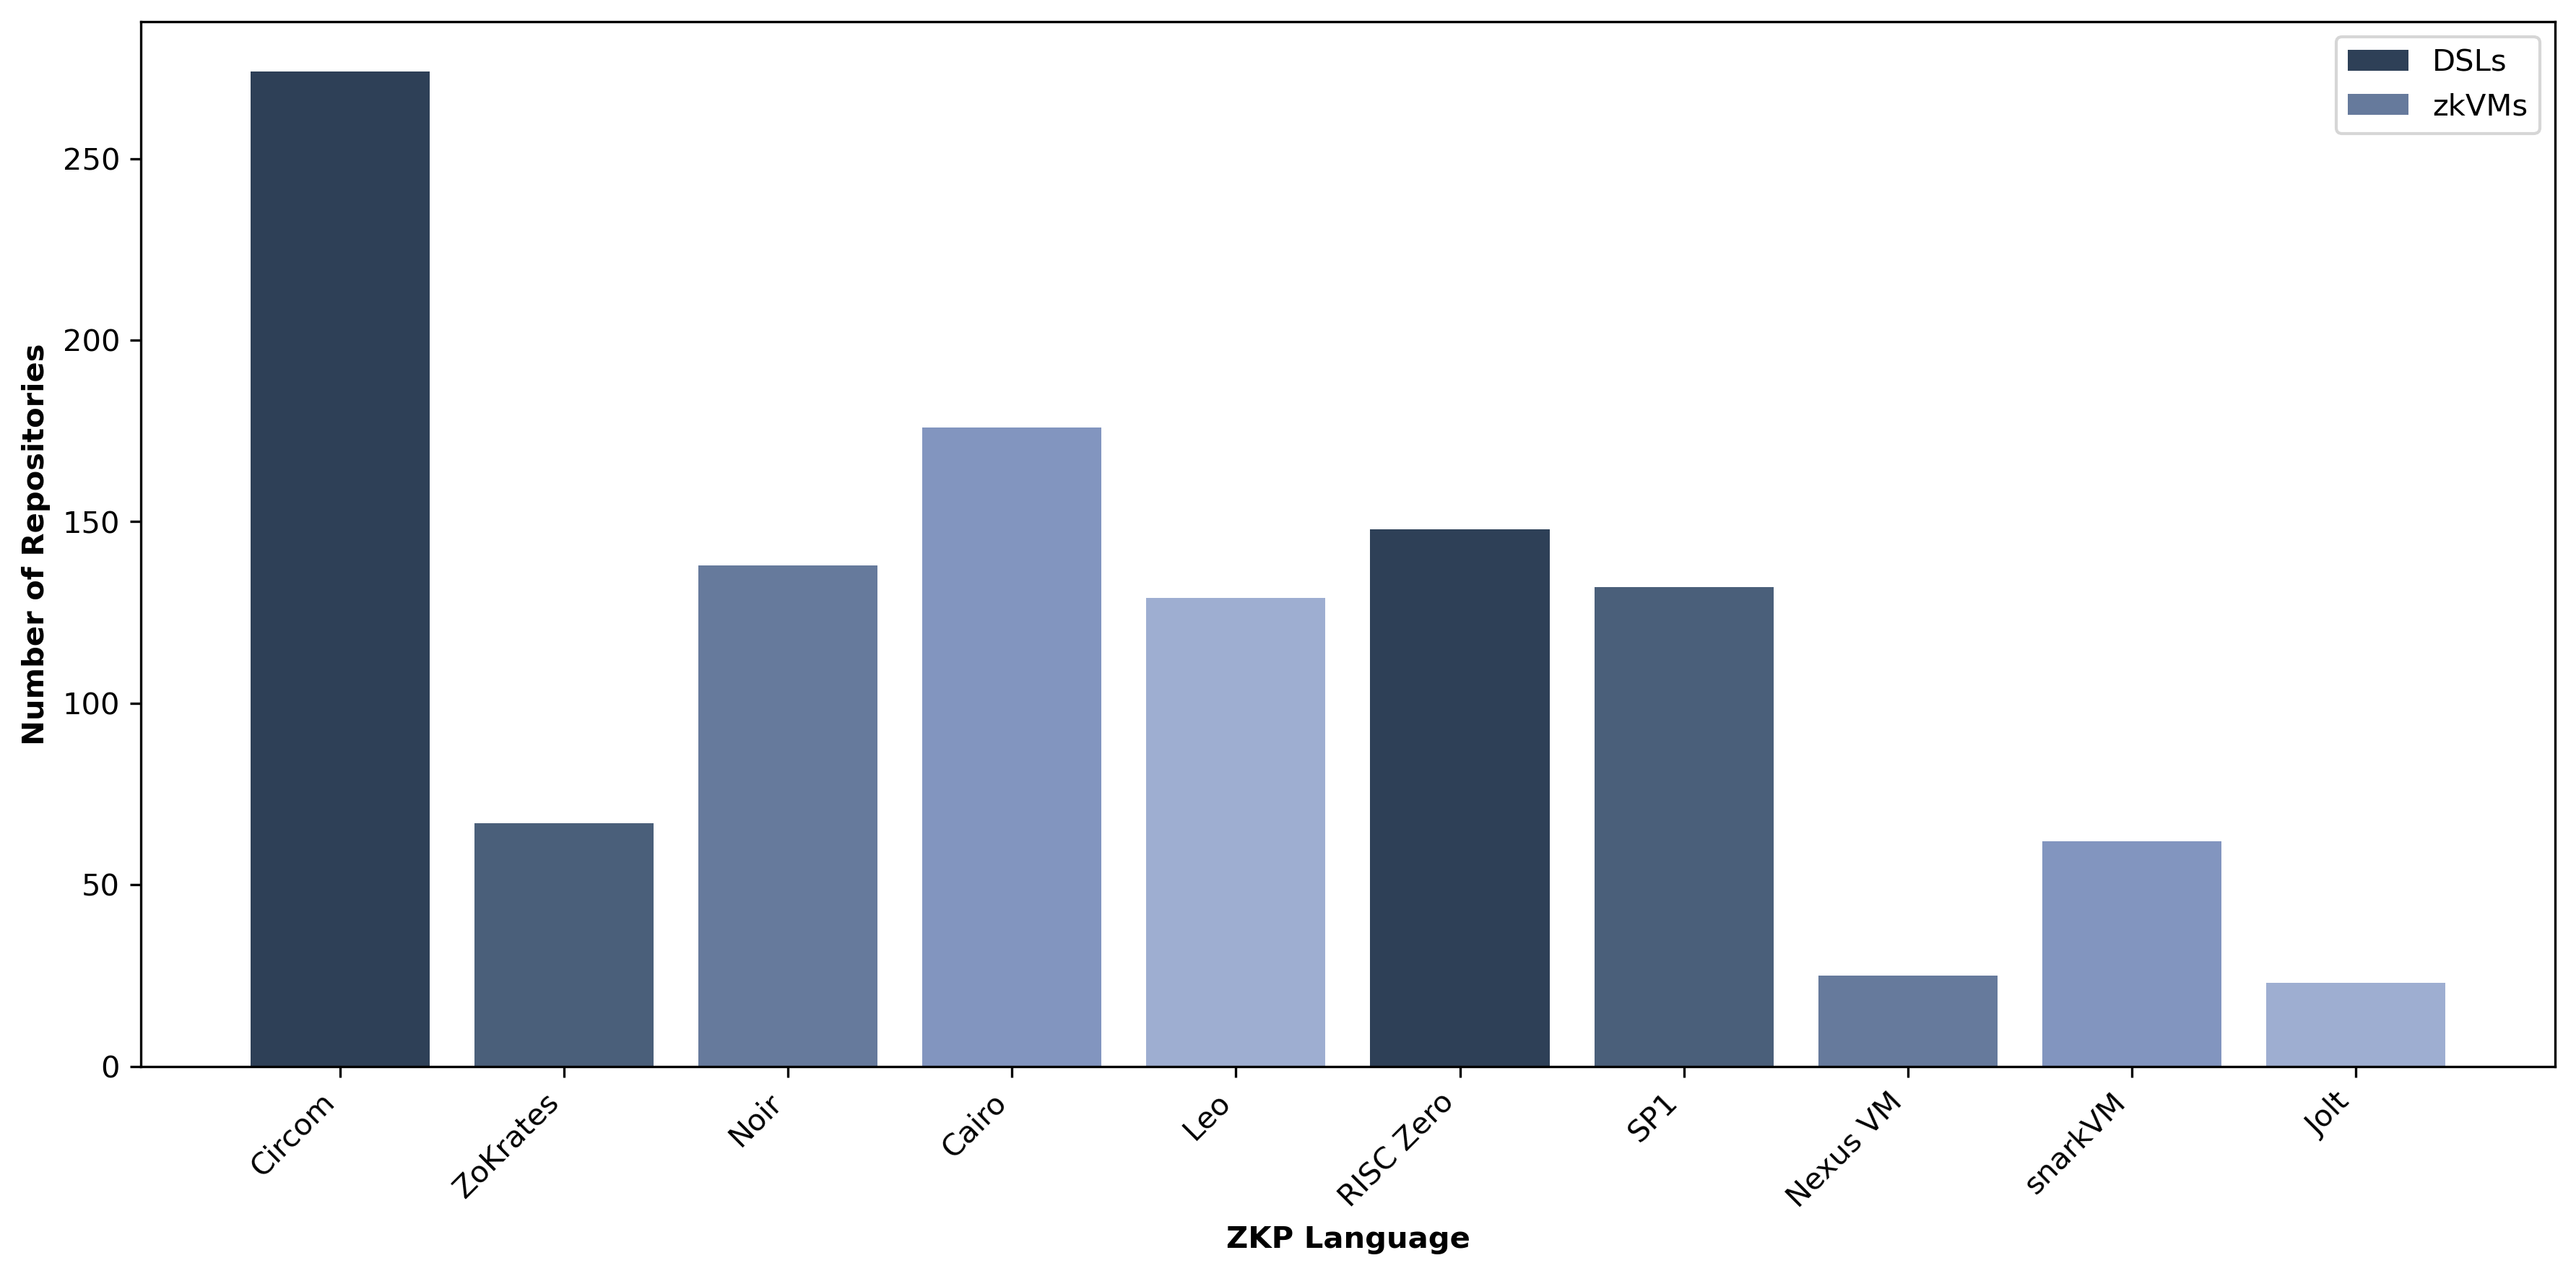 DSLs
zkVMs
250
200
150
100
50
0
Number of Repositories
Circom
ZoKrates
Noir
Cairo
Leo
RISC Zero
SP1
Nexus VM
snarkVM
Jolt
ZKP Language